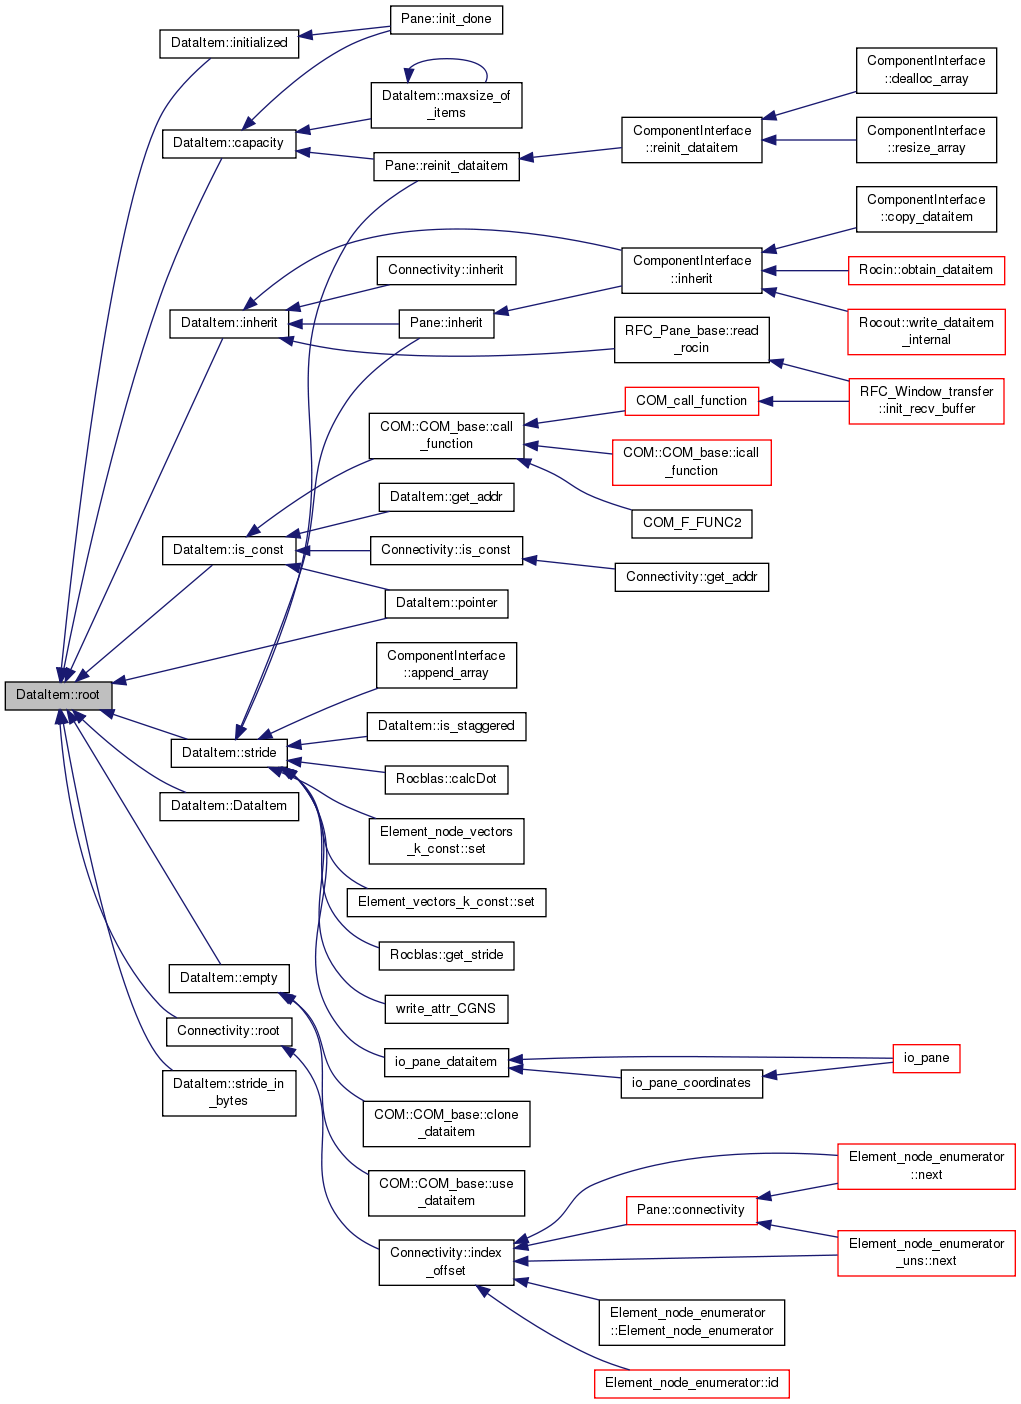 Pane::init_done
DataItem::initialized
ComponentInterface
::dealloc_array
DataItem::maxsize_of
_items
DataItem::capacity
ComponentInterface
::reinit_dataitem
ComponentInterface
::resize_array
Pane::reinit_dataitem
ComponentInterface
::copy_dataitem
Connectivity::inherit
ComponentInterface
::inherit
Rocin::obtain_dataitem
DataItem::inherit
Pane::inherit
RFC_Pane_base::read
_rocin
Rocout::write_dataitem
_internal
COM_call_function
RFC_Window_transfer
::init_recv_buffer
COM::COM_base::call
_function
COM::COM_base::icall
_function
DataItem::get_addr
COM_F_FUNC2
DataItem::is_const
Connectivity::is_const
Connectivity::get_addr
DataItem::pointer
ComponentInterface
::append_array
DataItem::root
DataItem::is_staggered
DataItem::stride
Rocblas::calcDot
DataItem::DataItem
Element_node_vectors
_k_const::set
Element_vectors_k_const::set
Rocblas::get_stride
DataItem::empty
write_attr_CGNS
Connectivity::root
io_pane_dataitem
io_pane
io_pane_coordinates
DataItem::stride_in
_bytes
COM::COM_base::clone
_dataitem
COM::COM_base::use
_dataitem
Element_node_enumerator
::next
Pane::connectivity
Connectivity::index
_offset
Element_node_enumerator
_uns::next
Element_node_enumerator
::Element_node_enumerator
Element_node_enumerator::id